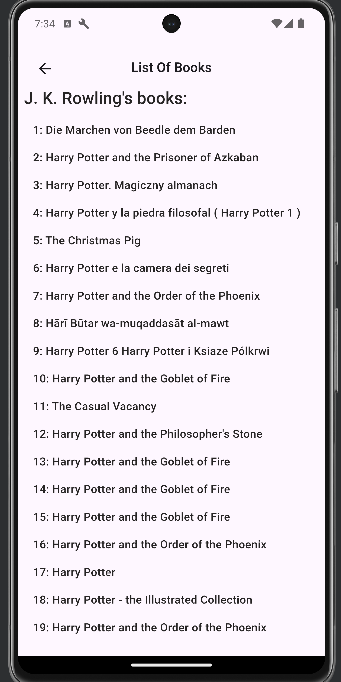 7:34
List Of Books
J. K. Rowling's books:
1: Die Marchen von Beedle dem Barden
2: Harry Potter and the Prisoner of Azkaban
3: Harry Potter. Magiczny almanach
4: Harry Potter y la piedra filosofal ( Harry Potter 1 )
5: The Christmas Pig
6: Harry Potter e la camera dei segreti
7: Harry Potter and the Order of the Phoenix
8: Hārī Būtar wa-muqaddasāt al-mawt
9: Harry Potter 6 Harry Potter i Ksiaze Pólkrwi
10: Harry Potter and the Goblet of Fire
11: The Casual Vacancy
12: Harry Potter and the Philosopher's Stone
13: Harry Potter and the Goblet of Fire
14: Harry Potter and the Goblet of Fire
15: Harry Potter and the Goblet of Fire
16: Harry Potter and the Order of the Phoenix
17: Harry Potter
18: Harry Potter - the Illustrated Collection
19: Harry Potter and the Order of the Phoenix